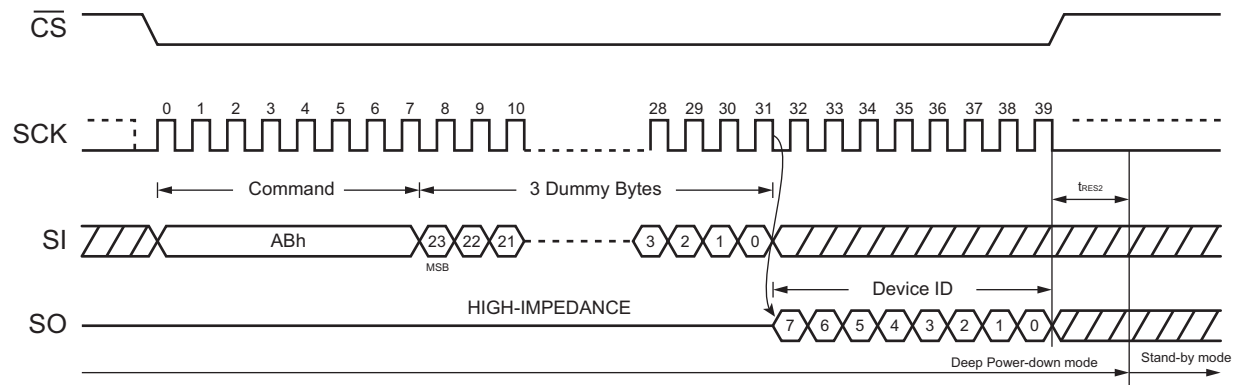 CS
0 1 2 3 4 5 6 7 8 9 10 28 29 30 31 32 33 34 35 36 37 38 39
SCK
Command 3 Dummy Bytes tRES2
SI ABh 23 22 21 3 2 1 0
MSB
HIGH-IMPEDANCE Device ID
SO 7 6 5 4 3 2 1 0
Deep Power-down mode Stand-by mode